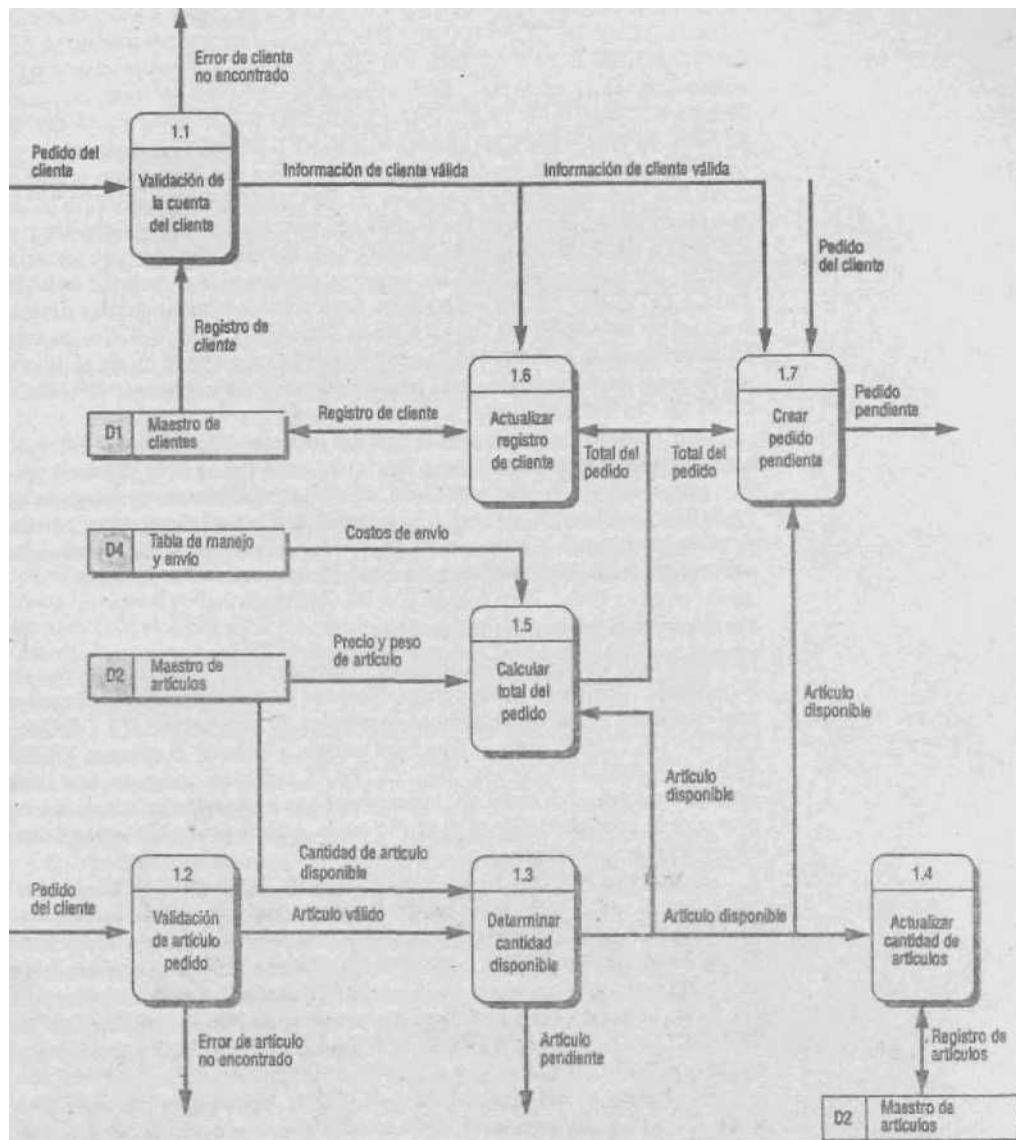 Error de cliente
no encontrado
1.1
Pedido del
cliente
Validación de
la cuenta
del cliente
Información de cliente válida
Información de cliente válida
Pedido
del cliente
Registro de
cliente
D1
Maestro de
clientes
Registro de cliente
1.6
Actualizar
registro
de cliente
Total del
pedido
Total del
pedido
1.7
Crear
pedido
pendiente
Pedido
pendiente
D4
Tabla de manejo
y envío
Costos de envío
D2
Maestro de
artículos
Precio y peso
de artículo
1.5
Calcular
total del
pedido
Artículo
disponible
Artículo
disponible
Cantidad de artículo
disponible
Pedido
del cliente
1.2
Validación
de artículo
pedido
Artículo válido
1.3
Determinar
cantidad
disponible
Artículo disponible
1.4
Actualizar
cantidad de
artículos
Error de artículo
no encontrado
Artículo
pendiente
Registro de
artículos
D2
Maestro de
artículos